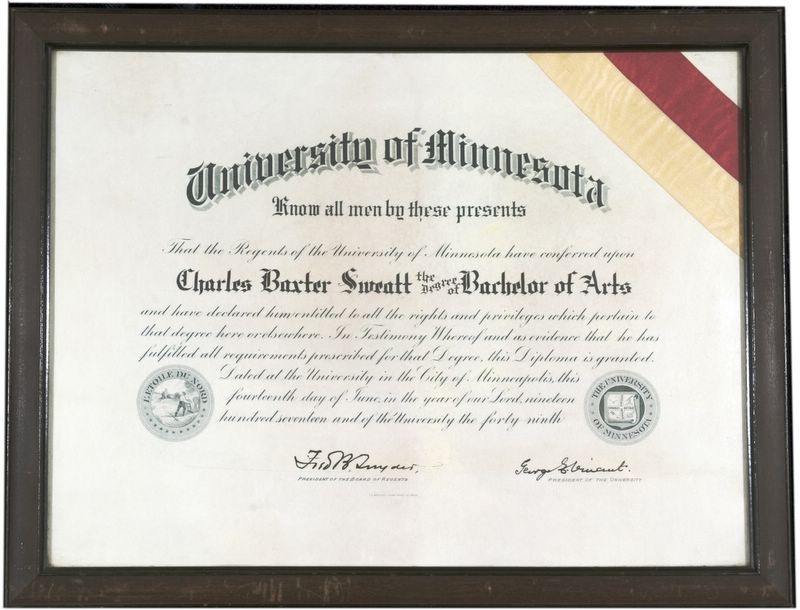 University of Minnesota
Know all men by these presents
That the Regents of the University of Minnesota have conferred upon
Charles Baxter Sweatt the Degree of Bachelor of Arts
and have declared him entitled to all the rights and privileges which pertain to
that degree here or elsewhere. In Testimony Whereof and as evidence that he has
fulfilled all requirements prescribed for that Degree, this Diploma is granted.
Dated at the University in the City of Minneapolis, this
fourteenth day of June, in the year of our Lord, nineteen
hundred seventeen and of the University the forty-ninth
L'ETOILE DU NORD
THE UNIVERSITY OF MINNESOTA
Fred B. Snyder.
George E. Vincent.
PRESIDENT OF THE BOARD OF REGENTS
PRESIDENT OF THE UNIVERSITY